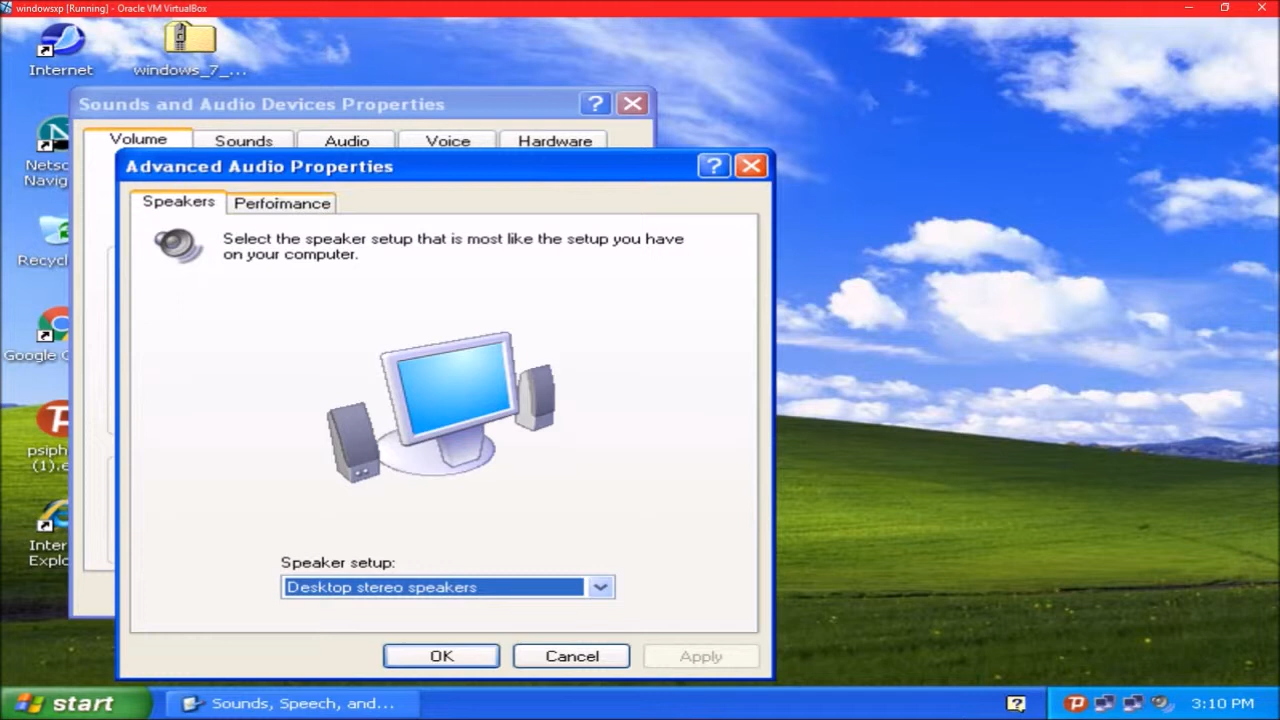 windowsxp [Running] - Oracle VM VirtualBox
Internet
windows_7_...
Sounds and Audio Devices Properties
Volume Sounds Audio Voice Hardware
Netsc
Navig
Advanced Audio Properties
Speakers Performance
Select the speaker setup that is most like the setup you have
on your computer.
Recycl
Google C
psiph
(1).e
Inter
Explo
Speaker setup:
Desktop stereo speakers
OK Cancel Apply
start Sounds, Speech, and... 3:10 PM